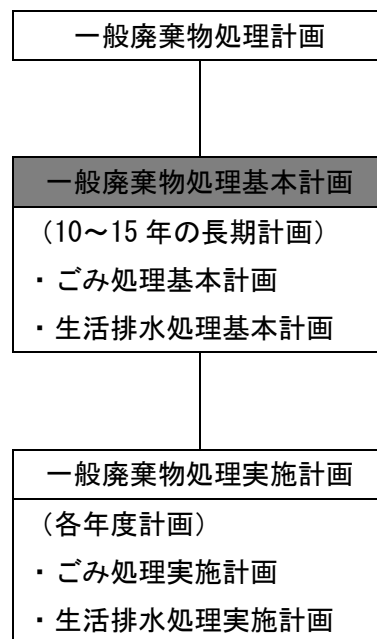 一般廃棄物処理計画
一般廃棄物処理基本計画
（10～15 年の長期計画）
・ごみ処理基本計画
・生活排水処理基本計画
一般廃棄物処理実施計画
（各年度計画）
・ごみ処理実施計画
・生活排水処理実施計画